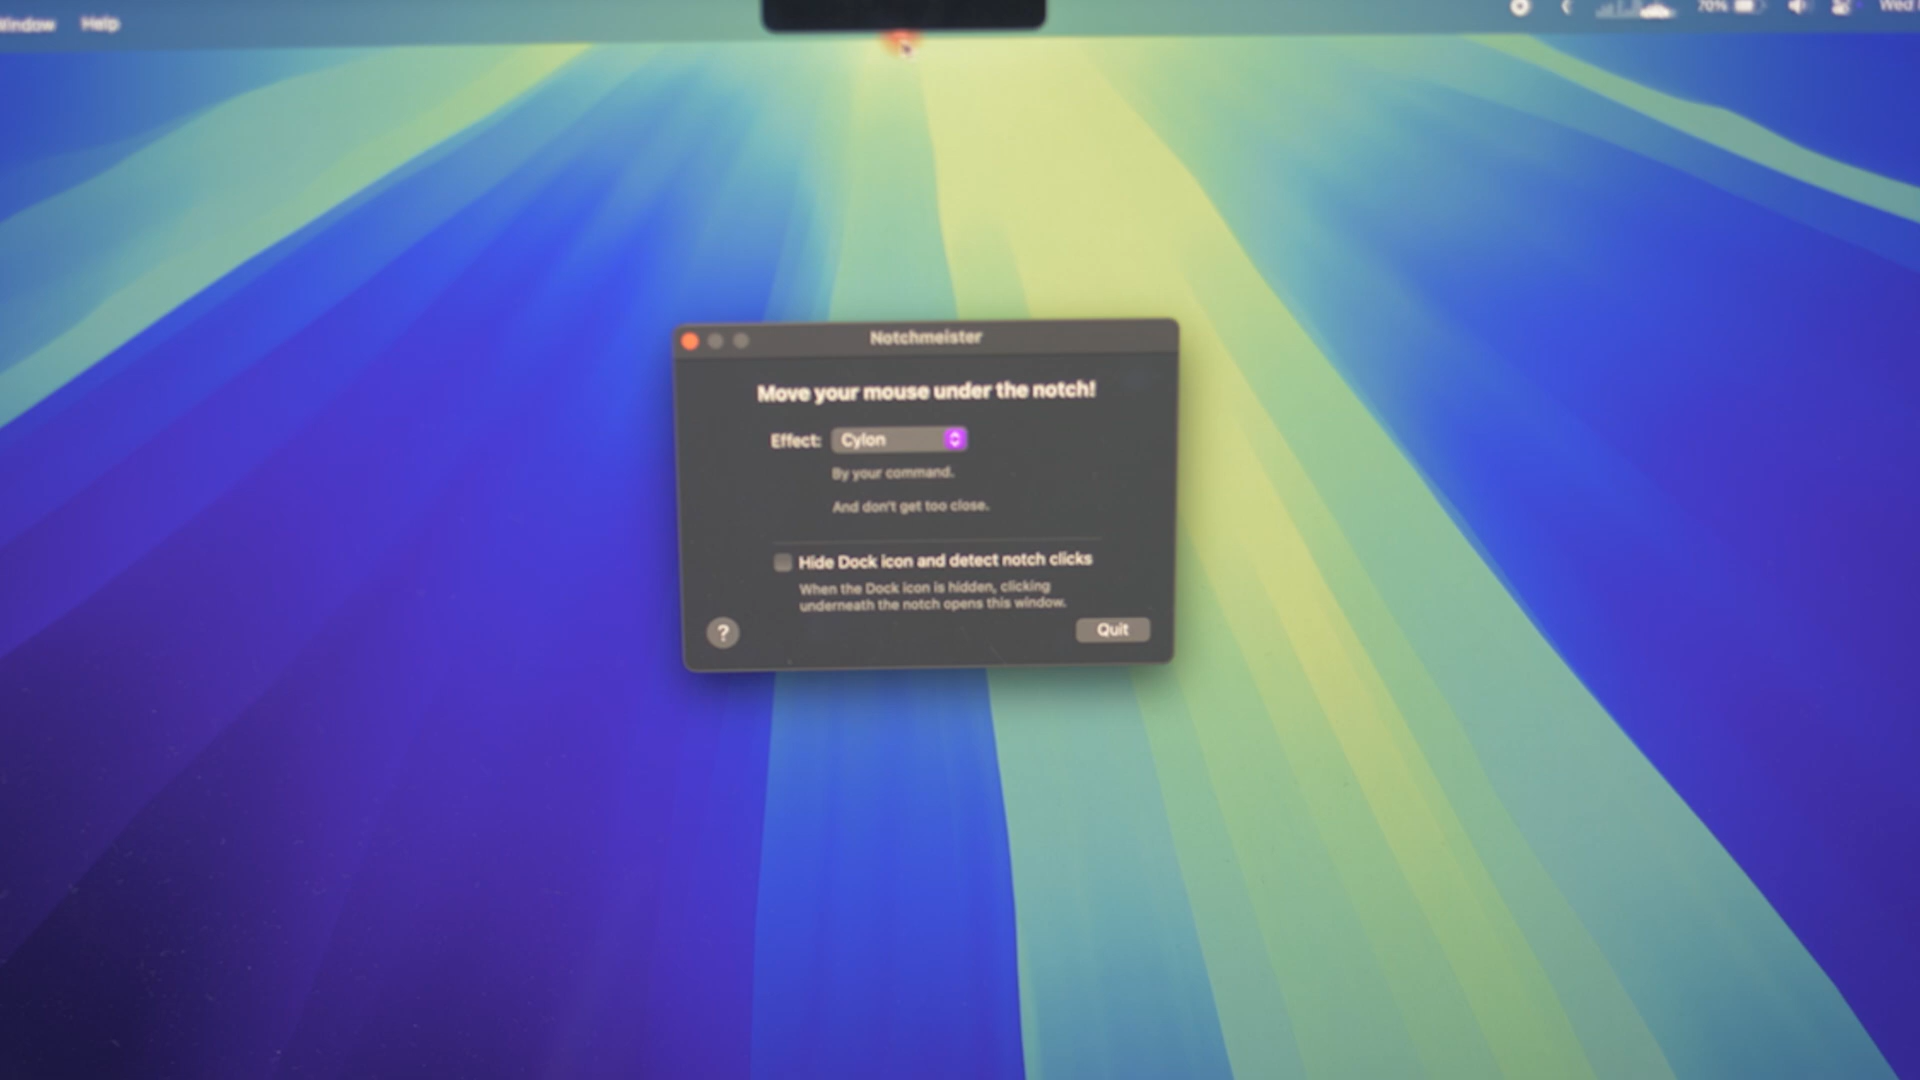 Window Help
70%
Wed
Notchmeister
Move your mouse under the notch!
Effect: Cylon
By your command.
And don't get too close.
Hide Dock icon and detect notch clicks
When the Dock icon is hidden, clicking
underneath the notch opens this window.
?
Quit